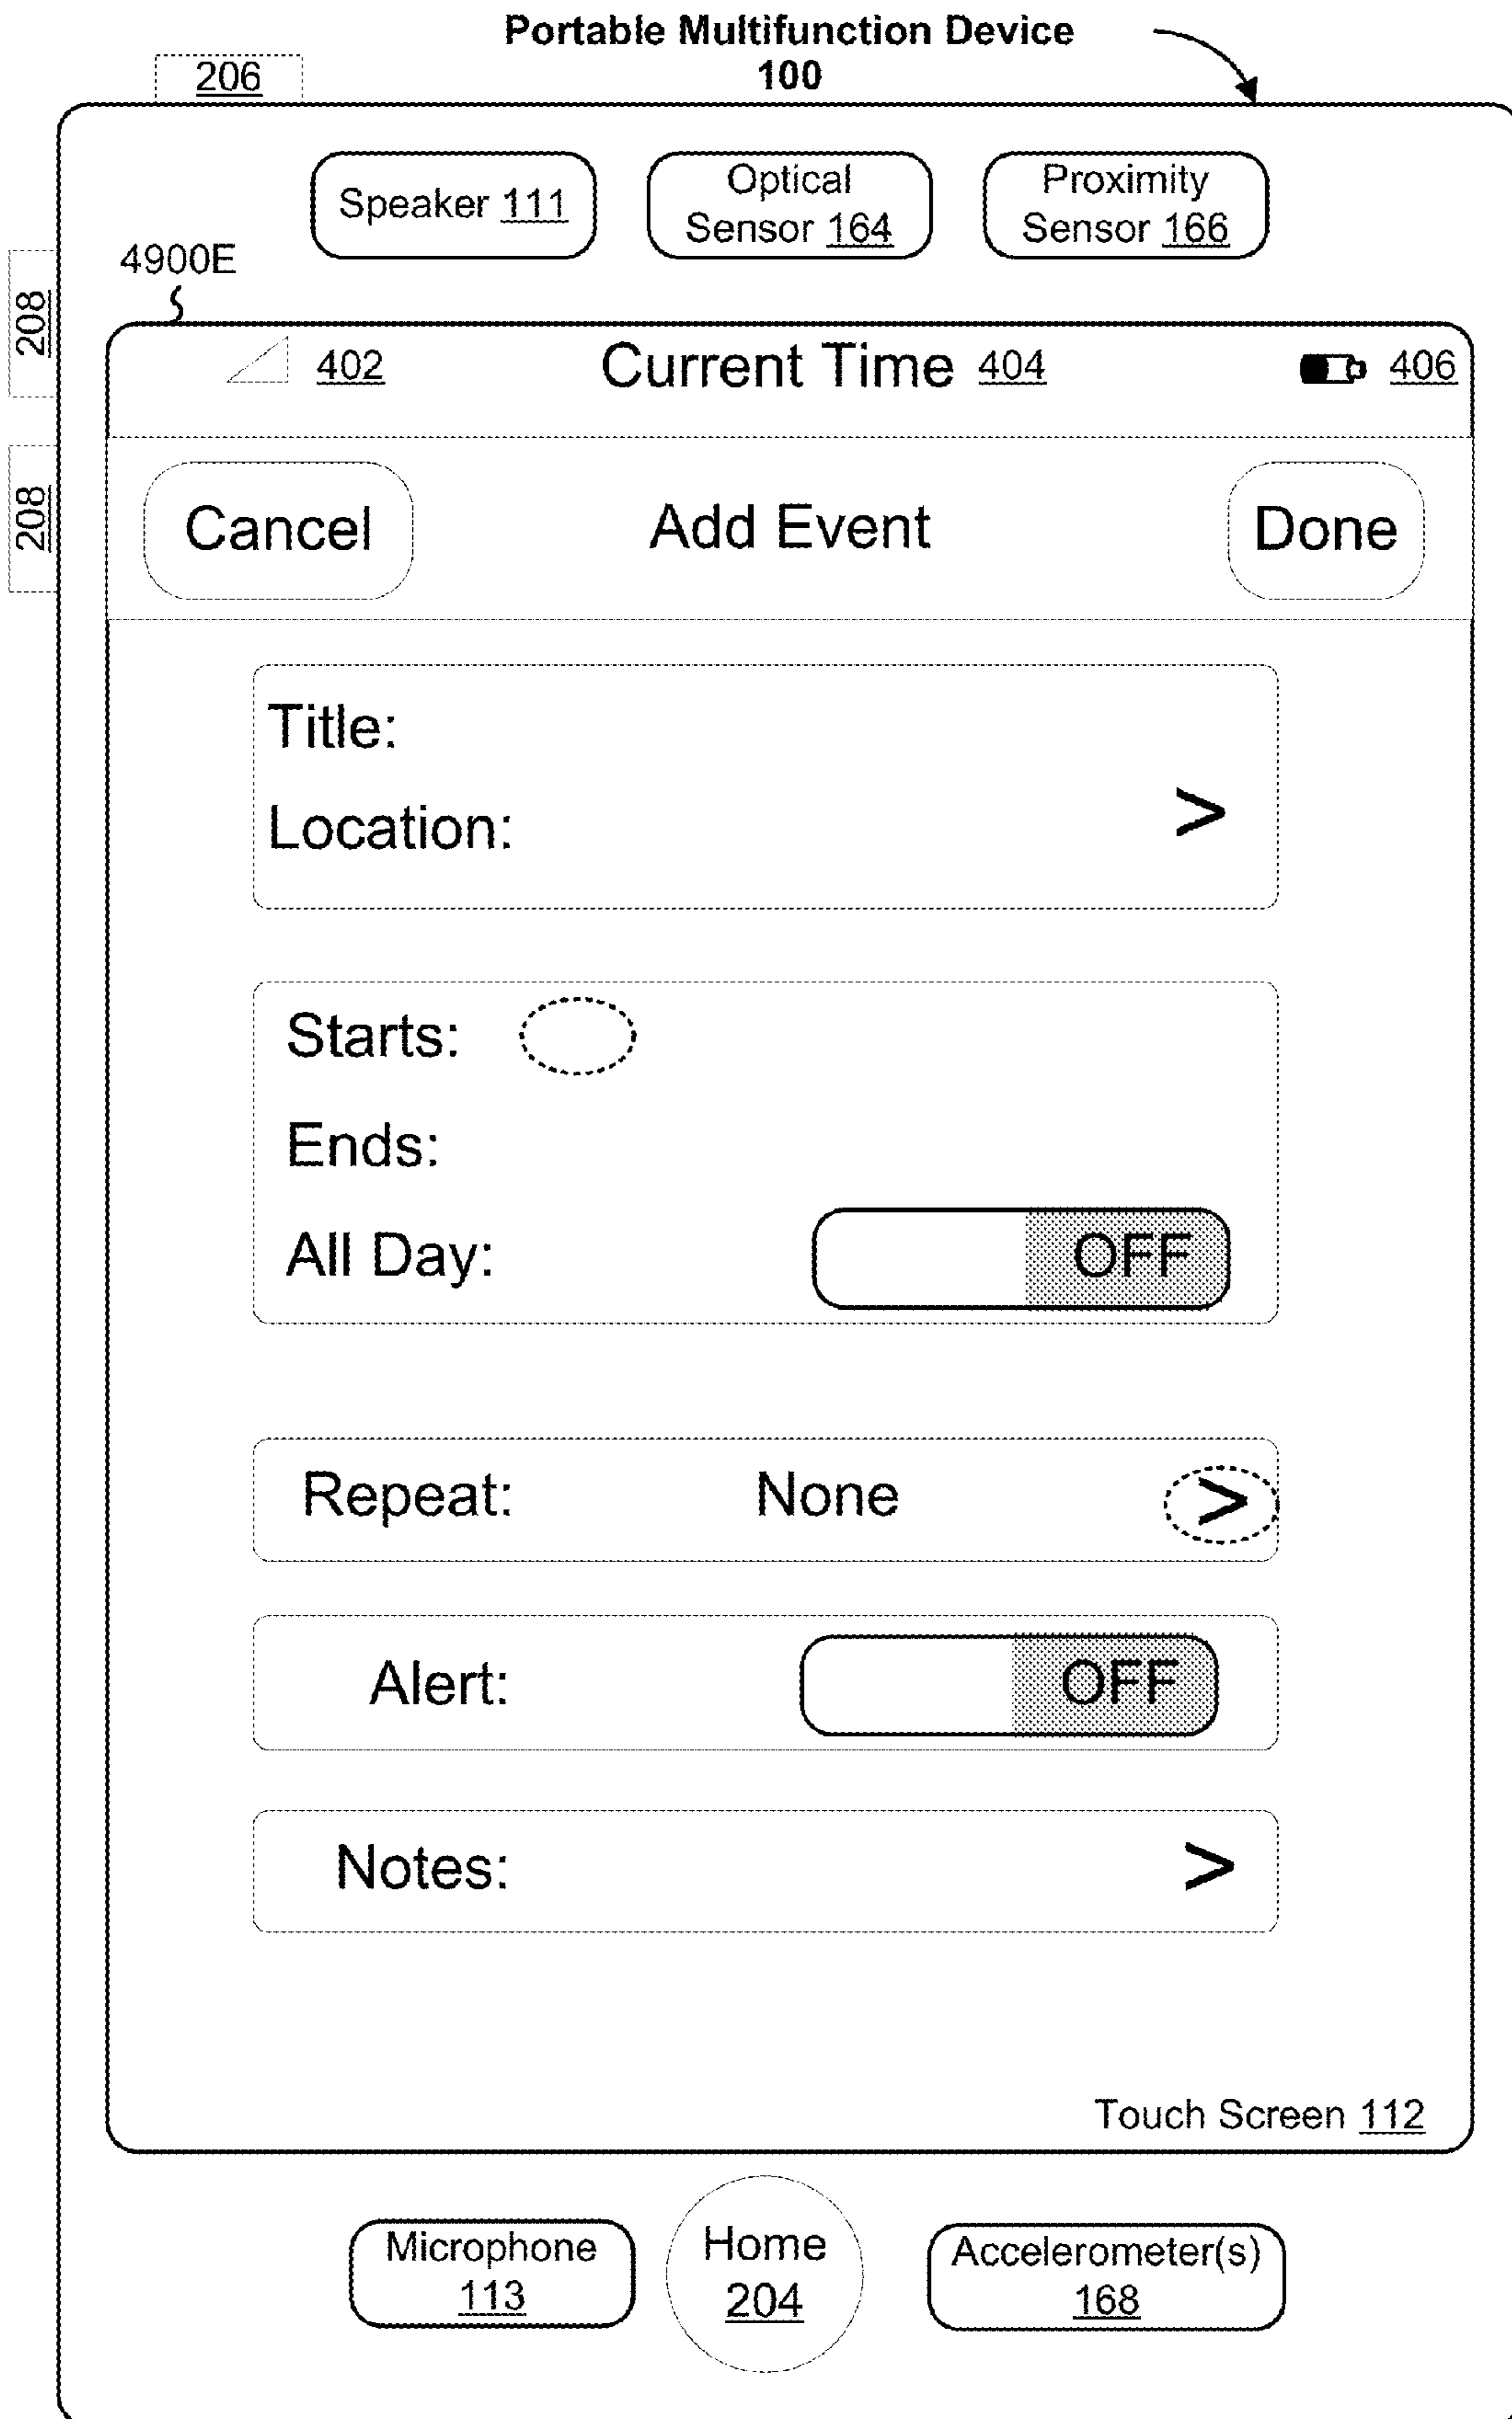 Portable Multifunction Device
100
206
Speaker 111
Optical
Sensor 164
Proximity
Sensor 166
4900E
208
208
402
Current Time 404
406
Cancel
Add Event
Done
Title:
Location:
>
Starts:
Ends:
All Day:
OFF
Repeat:
None
>
Alert:
OFF
Notes:
>
Touch Screen 112
Microphone
113
Home
204
Accelerometer(s)
168